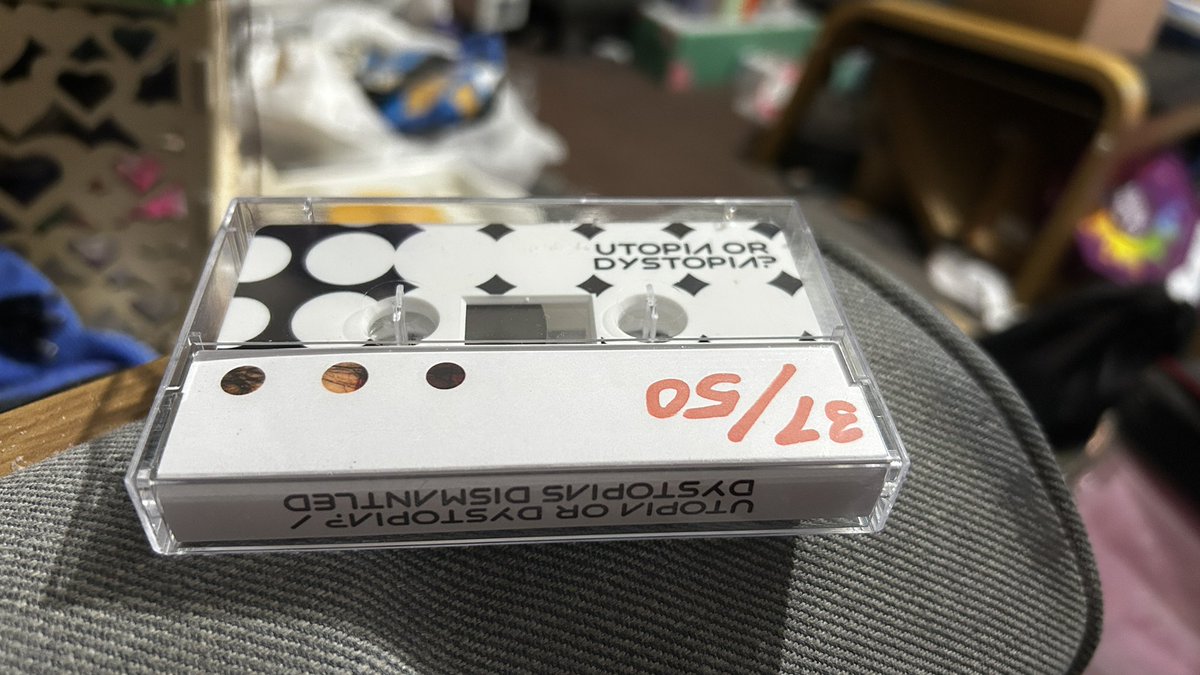 UTOPIA OR
DYSTOPIA?
37/50
UTOPIA OR DYSTOPIA? /
DYSTOPIAS DISMANTLED